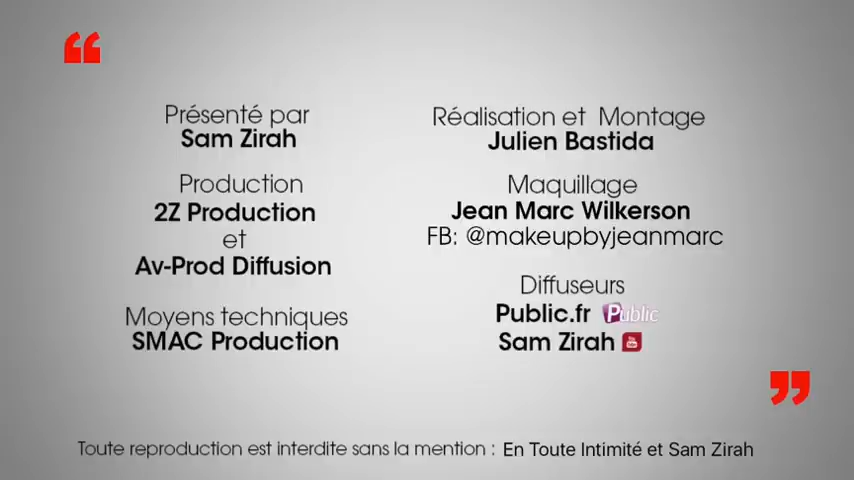 Présenté par
Sam Zirah
Production
2Z Production
et
Av-Prod Diffusion
Moyens techniques
SMAC Production
Réalisation et Montage
Julien Bastida
Maquillage
Jean Marc Wilkerson
FB: @makeupbyjeanmarc
Diffuseurs
Public.fr Public
Sam Zirah
Toute reproduction est interdite sans la mention : En Toute Intimité et Sam Zirah